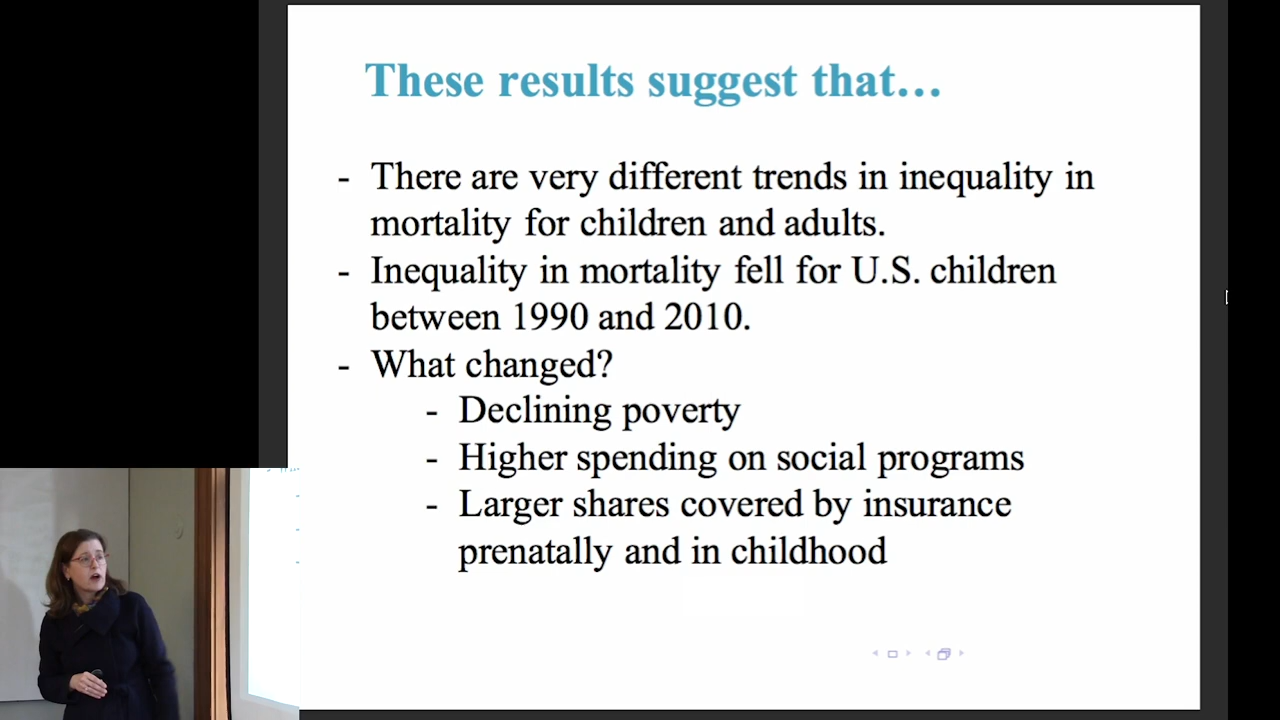 These results suggest that…
- There are very different trends in inequality in
mortality for children and adults.
- Inequality in mortality fell for U.S. children
between 1990 and 2010.
- What changed?
- Declining poverty
- Higher spending on social programs
- Larger shares covered by insurance
prenatally and in childhood